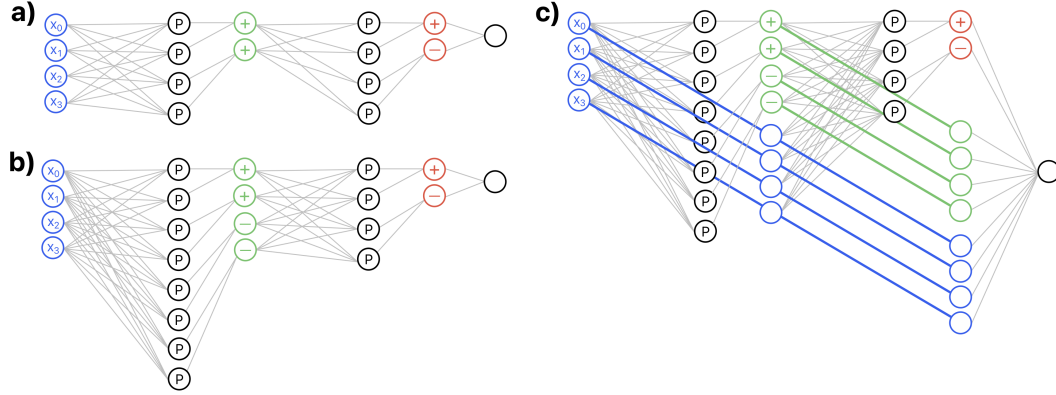 a)
x₀ P + P +
x₁ P + P −
x₂ P P
x₃ P P
b)
x₀ P + P +
x₁ P + P −
x₂ P − P
x₃ P − P
P
P
P
P
c)
x₀ P + P +
x₁ P + P −
x₂ P − P
x₃ P − P
P
P
P
P